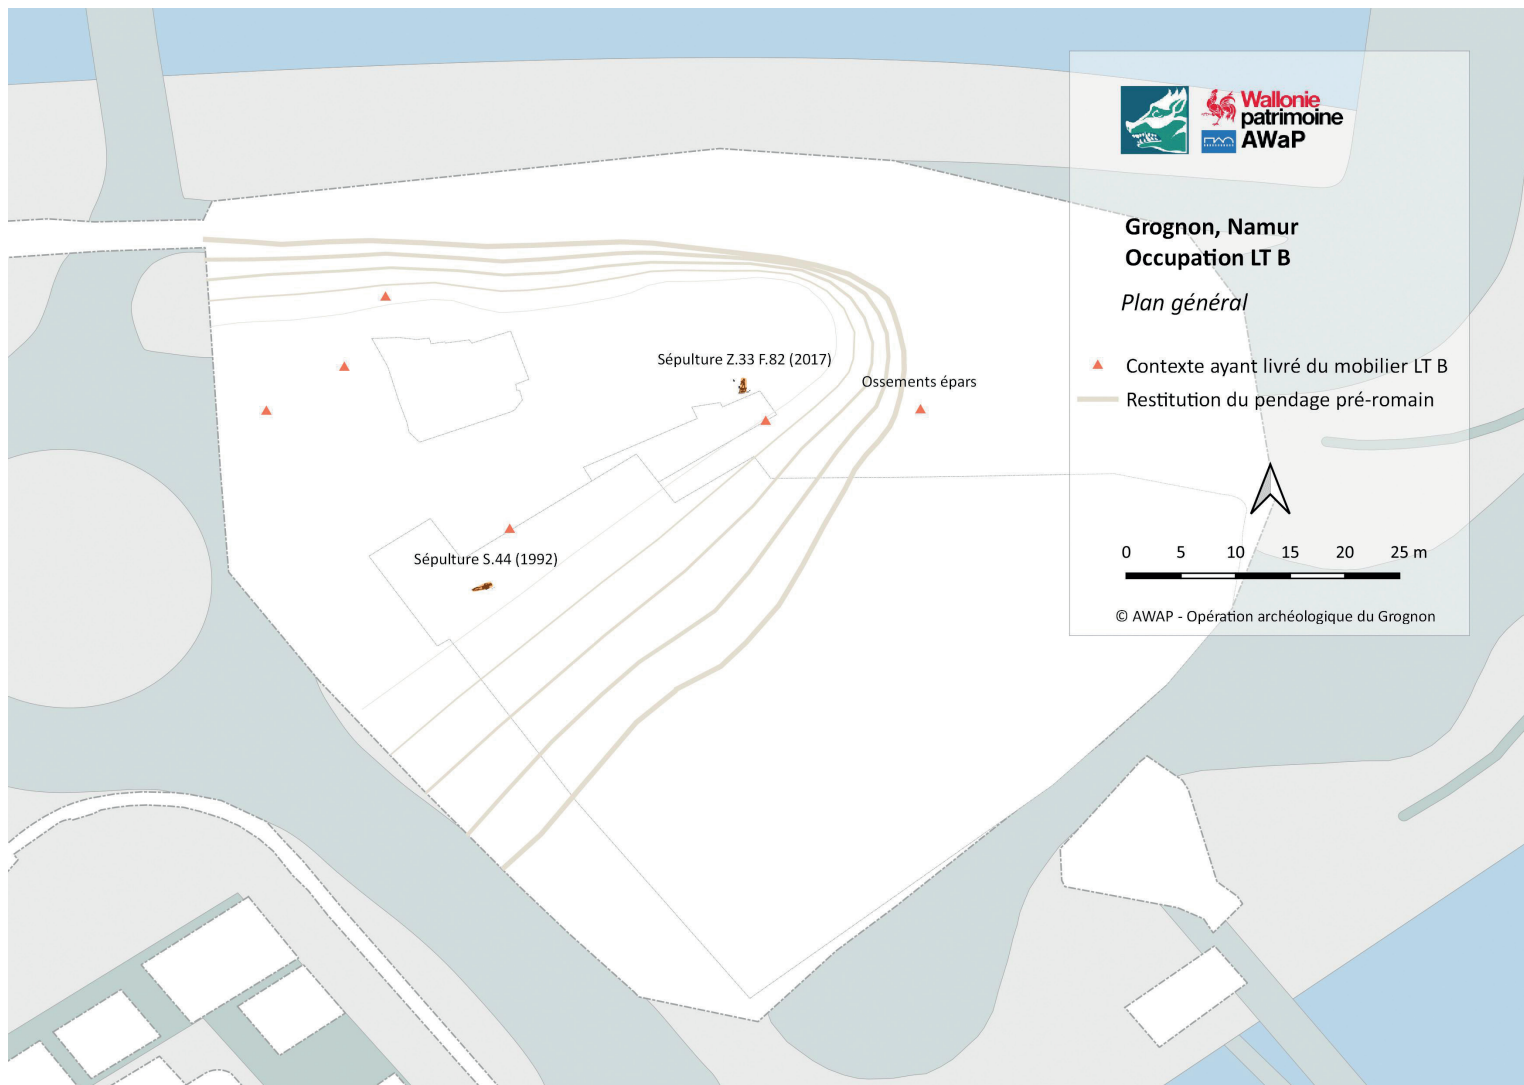 Wallonie
patrimoine
AWaP
Grognon, Namur
Occupation LT B
Plan général
Contexte ayant livré du mobilier LT B
Restitution du pendage pré-romain
0 5 10 15 20 25 m
© AWAP - Opération archéologique du Grognon
Sépulture Z.33 F.82 (2017)
Ossements épars
Sépulture S.44 (1992)